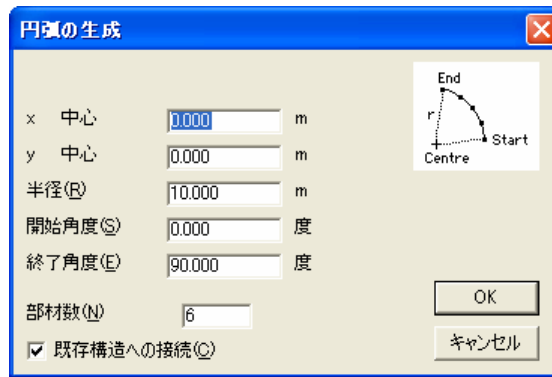 円弧の生成
End
r
Start
Centre
x 中心 0.000 m
y 中心 0.000 m
半径(R) 10.000 m
開始角度(S) 0.000 度
終了角度(E) 90.000 度
部材数(N) 6
OK
既存構造への接続(C)
キャンセル